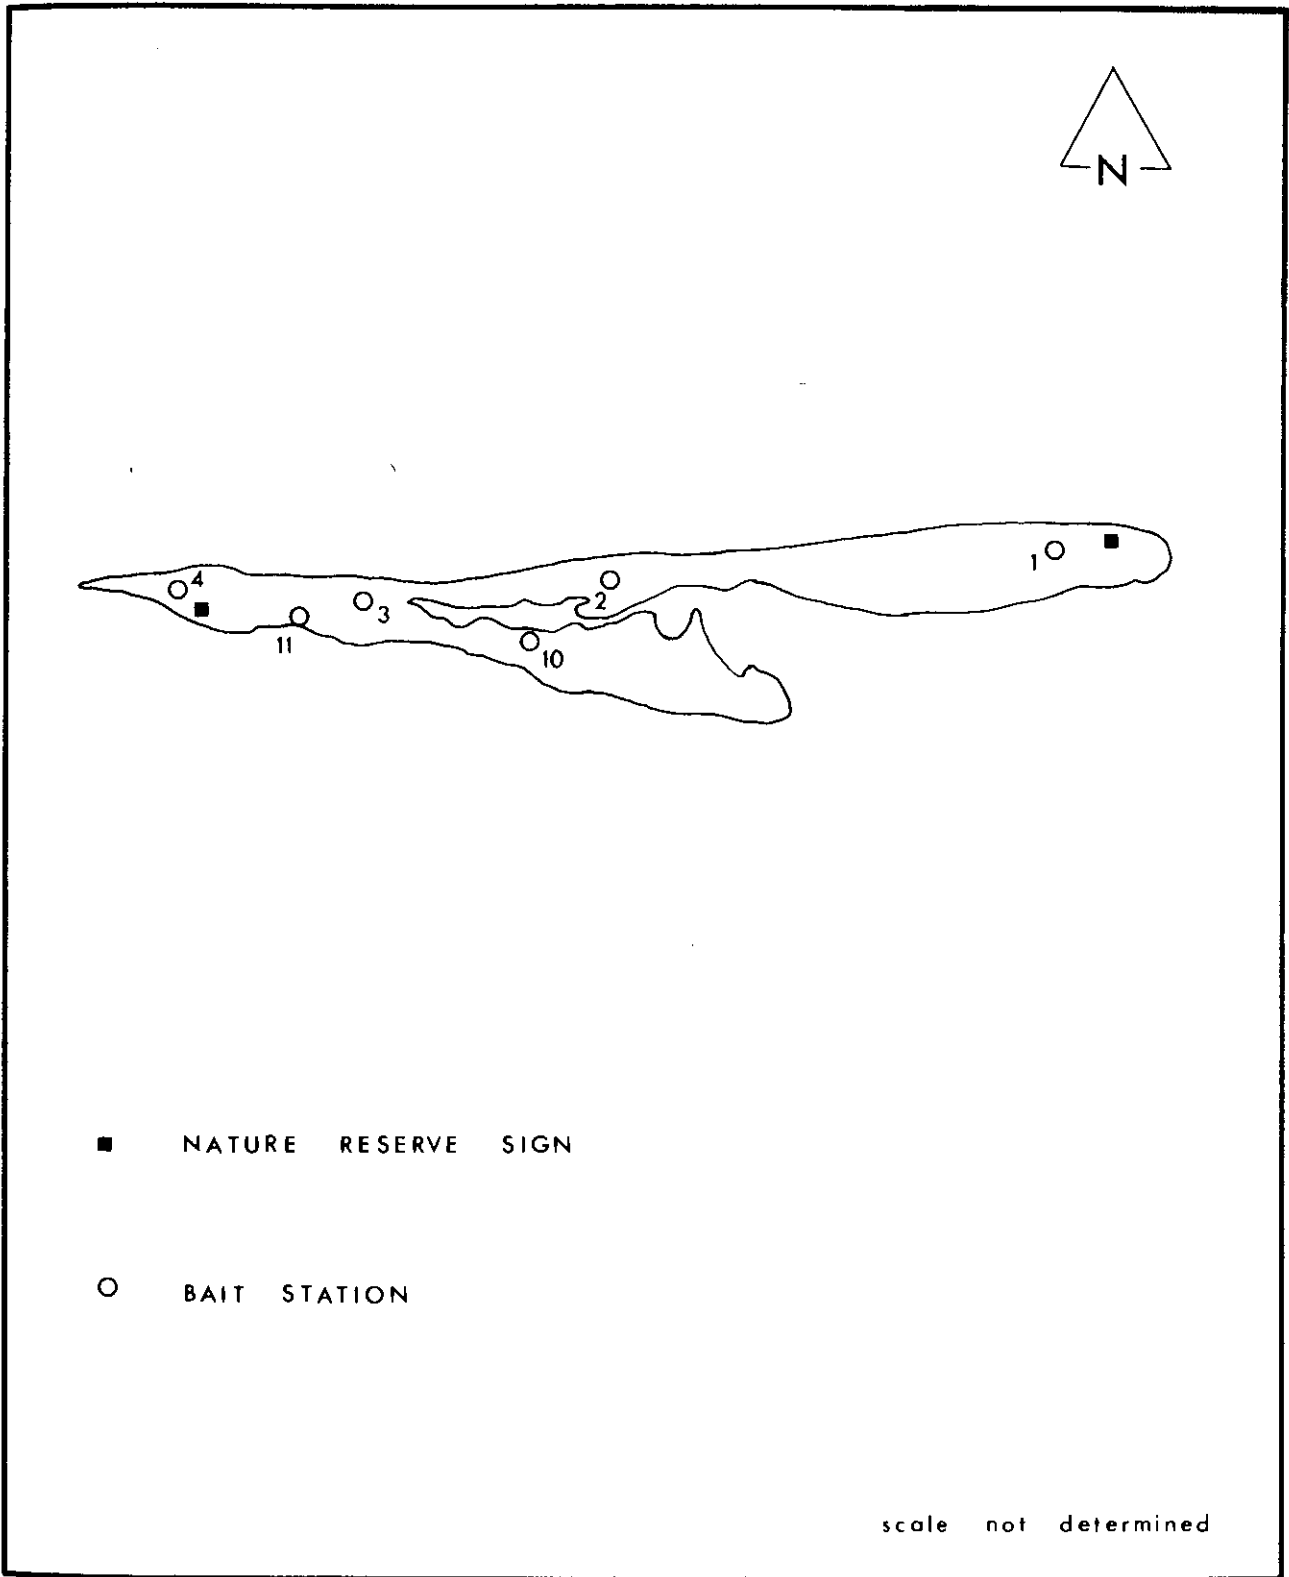 N
1
4
2
3
11
10
NATURE RESERVE SIGN
BAIT STATION
scale not determined